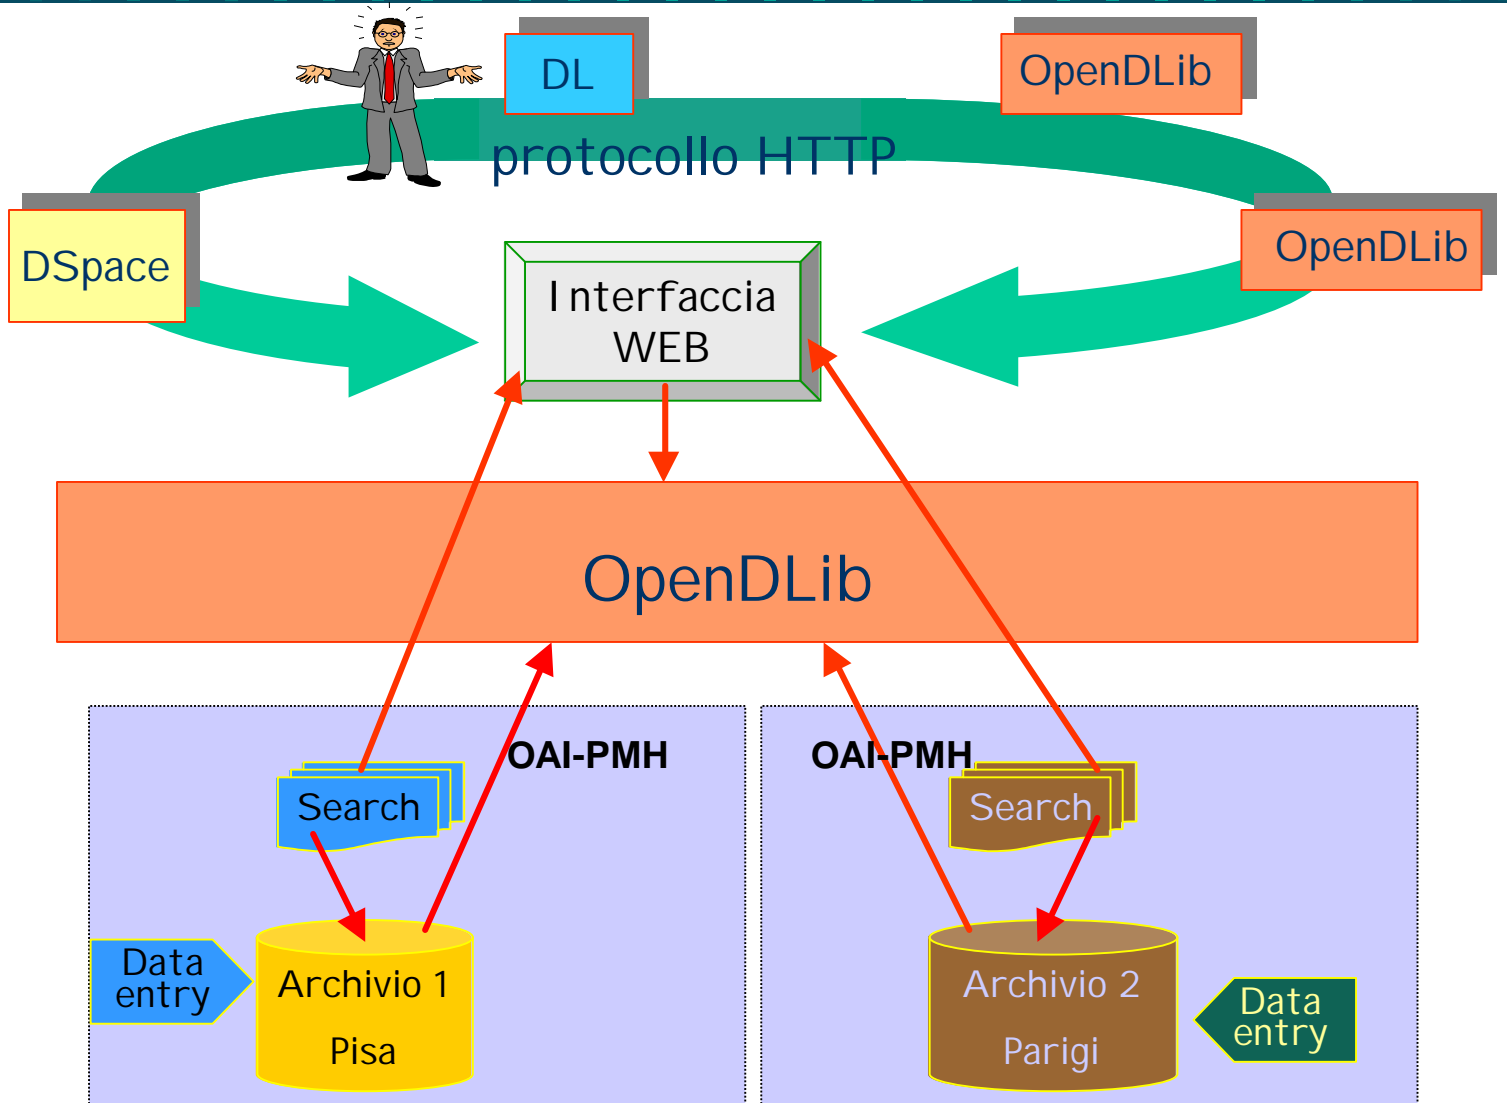 DL
OpenDLib
protocollo HTTP
DSpace
OpenDLib
Interfaccia
WEB
OpenDLib
OAI-PMH
OAI-PMH
Search
Search
Data
entry
Archivio 1
Pisa
Archivio 2
Parigi
Data
entry